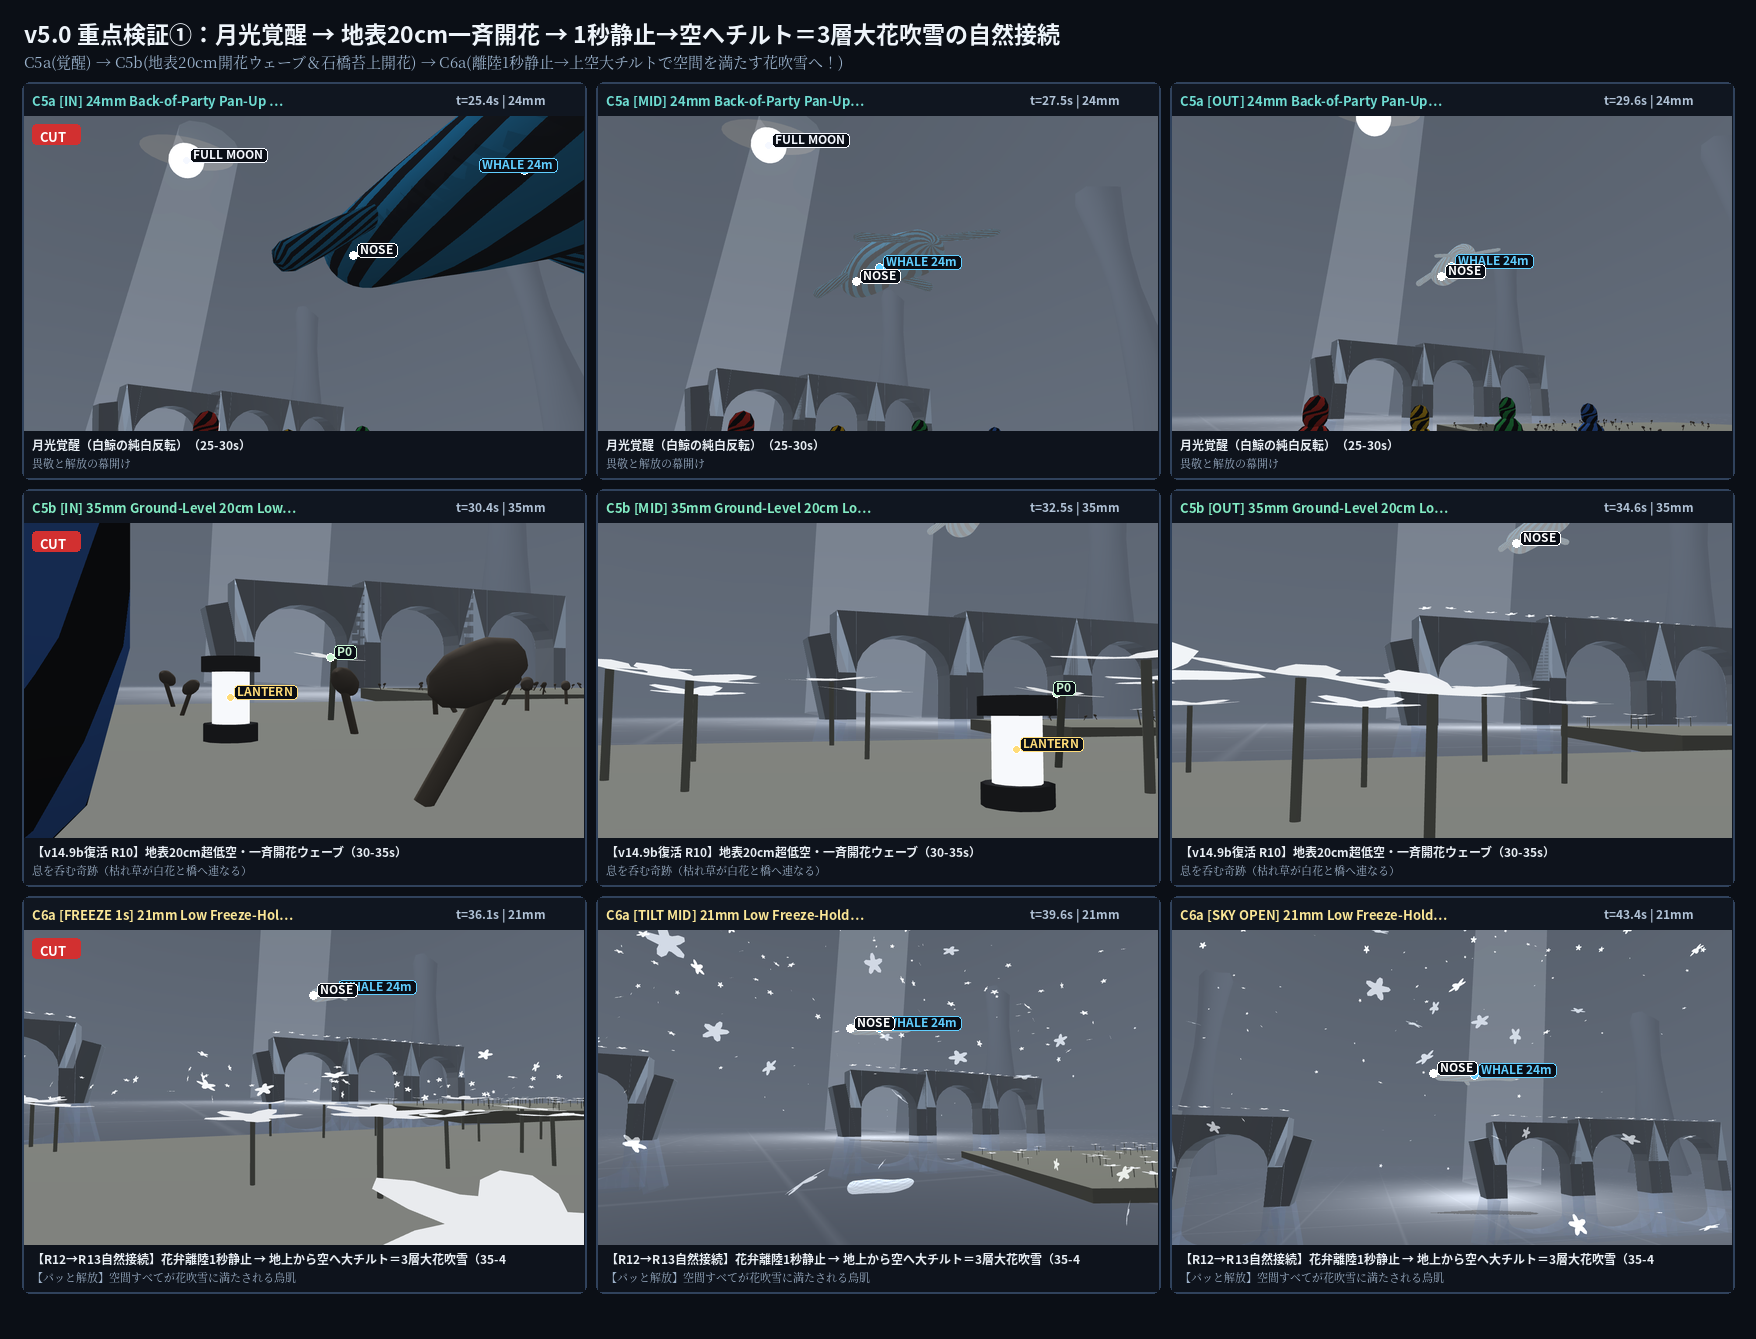 v5.0 重点検証①：月光覚醒 → 地表20cm一斉開花 → 1秒静止→空へチルト＝3層大花吹雪の自然接続
C5a(覚醒) → C5b(地表20cm開花ウェーブ＆石橋苔上開花) → C6a(離陸1秒静止→上空大チルトで空間を満たす花吹雪へ！)
C5a [IN] 24mm Back-of-Party Pan-Up ...
t=25.4s | 24mm
CUT
FULL MOON
WHALE 24m
NOSE
月光覚醒（白鯨の純白反転）（25-30s）
畏敬と解放の幕開け
C5a [MID] 24mm Back-of-Party Pan-Up...
t=27.5s | 24mm
FULL MOON
WHALE 24m
NOSE
月光覚醒（白鯨の純白反転）（25-30s）
畏敬と解放の幕開け
C5a [OUT] 24mm Back-of-Party Pan-Up...
t=29.6s | 24mm
WHALE 24m
NOSE
月光覚醒（白鯨の純白反転）（25-30s）
畏敬と解放の幕開け
C5b [IN] 35mm Ground-Level 20cm Low...
t=30.4s | 35mm
CUT
P0
LANTERN
【v14.9b復活 R10】地表20cm超低空・一斉開花ウェーブ（30-35s）
息を呑む奇跡（枯れ草が白花と橋へ連なる）
C5b [MID] 35mm Ground-Level 20cm Lo...
t=32.5s | 35mm
P0
LANTERN
【v14.9b復活 R10】地表20cm超低空・一斉開花ウェーブ（30-35s）
息を呑む奇跡（枯れ草が白花と橋へ連なる）
C5b [OUT] 35mm Ground-Level 20cm Lo...
t=34.6s | 35mm
NOSE
【v14.9b復活 R10】地表20cm超低空・一斉開花ウェーブ（30-35s）
息を呑む奇跡（枯れ草が白花と橋へ連なる）
C6a [FREEZE 1s] 21mm Low Freeze-Hol...
t=36.1s | 21mm
CUT
NOSE
HALE 24m
【R12→R13自然接続】花弁離陸1秒静止 → 地上から空へ大チルト＝3層大花吹雪（35-4
【パッと解放】空間すべてが花吹雪に満たされる鳥肌
C6a [TILT MID] 21mm Low Freeze-Hold...
t=39.6s | 21mm
NOSE
WHALE 24m
【R12→R13自然接続】花弁離陸1秒静止 → 地上から空へ大チルト＝3層大花吹雪（35-4
【パッと解放】空間すべてが花吹雪に満たされる鳥肌
C6a [SKY OPEN] 21mm Low Freeze-Hold...
t=43.4s | 21mm
NOSE
WHALE 24m
【R12→R13自然接続】花弁離陸1秒静止 → 地上から空へ大チルト＝3層大花吹雪（35-4
【パッと解放】空間すべてが花吹雪に満たされる鳥肌